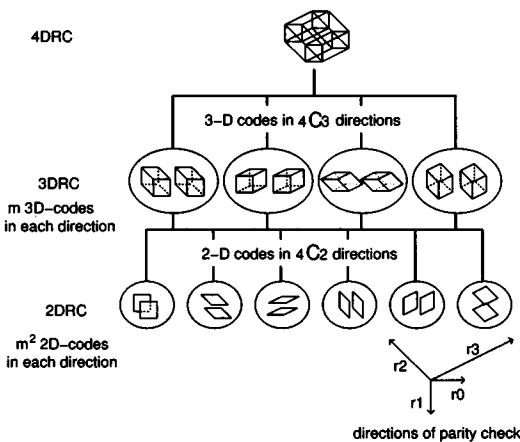 4DRC
3-D codes in 4C3 directions
3DRC
m 3D-codes
in each direction
2-D codes in 4C2 directions
2DRC
m² 2D-codes
in each direction
r3
r2
r0
r1
directions of parity check